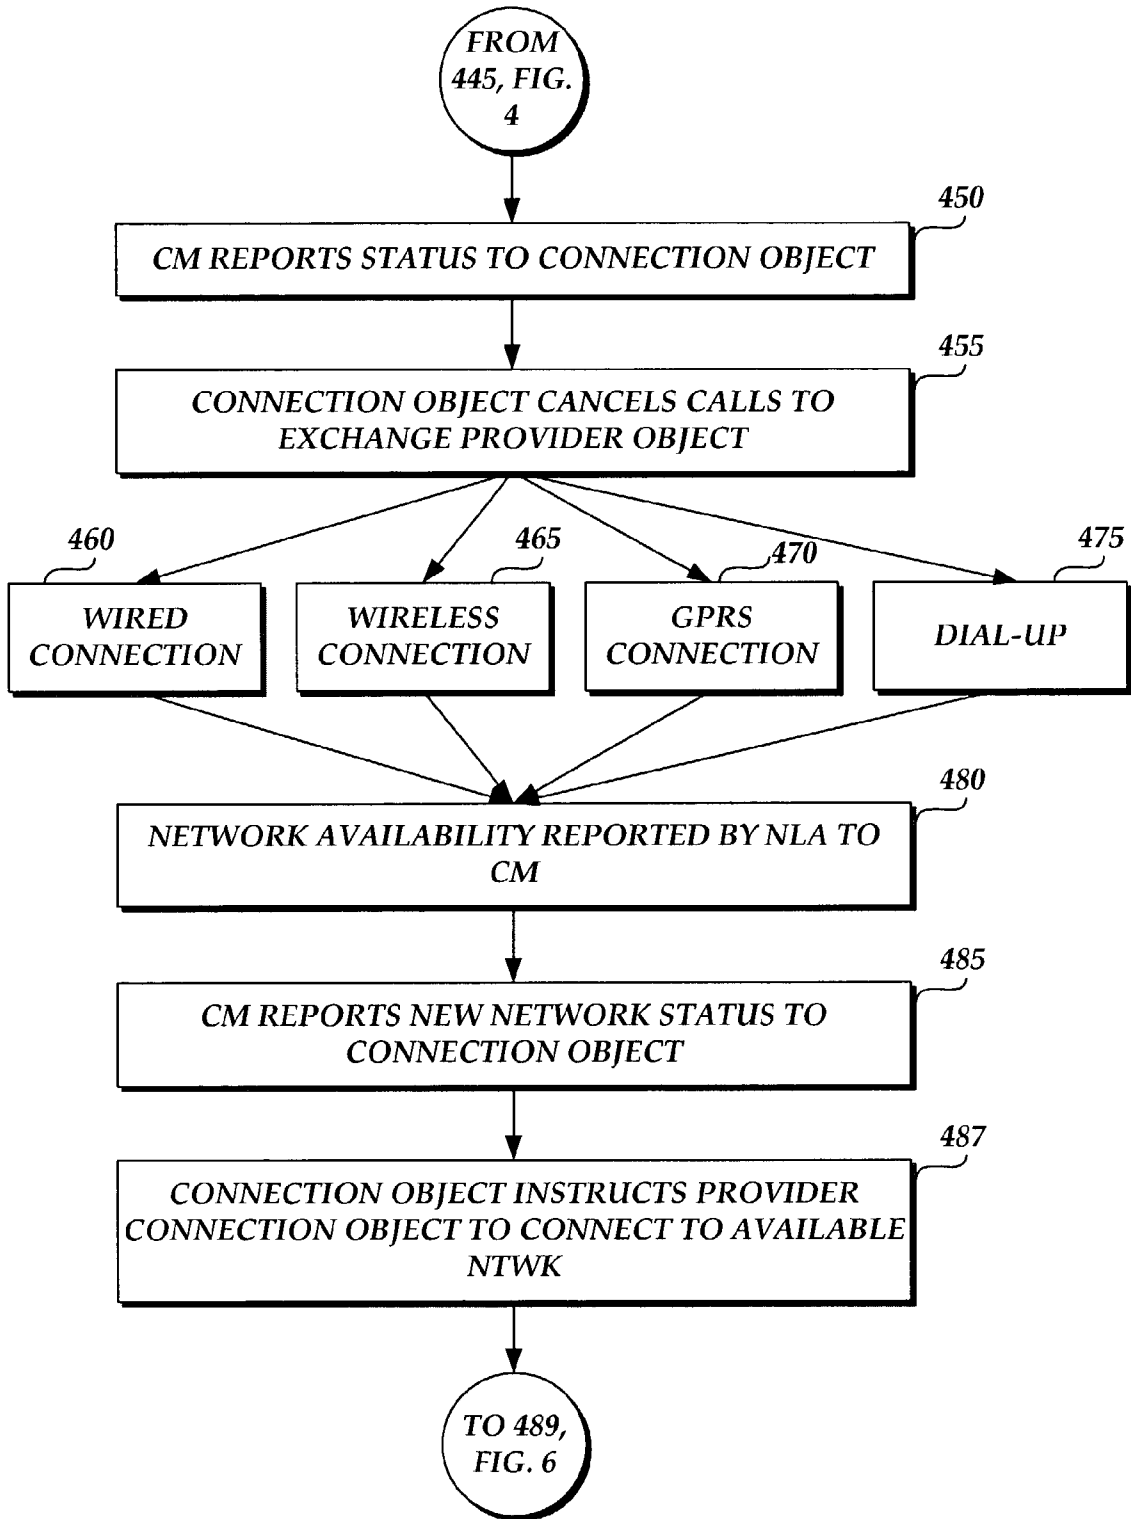 FROM
445, FIG.
4
450
CM REPORTS STATUS TO CONNECTION OBJECT
455
CONNECTION OBJECT CANCELS CALLS TO
EXCHANGE PROVIDER OBJECT
460
465
470
475
WIRED
CONNECTION
WIRELESS
CONNECTION
GPRS
CONNECTION
DIAL-UP
480
NETWORK AVAILABILITY REPORTED BY NLA TO
CM
485
CM REPORTS NEW NETWORK STATUS TO
CONNECTION OBJECT
487
CONNECTION OBJECT INSTRUCTS PROVIDER
CONNECTION OBJECT TO CONNECT TO AVAILABLE
NTWK
TO 489,
FIG. 6